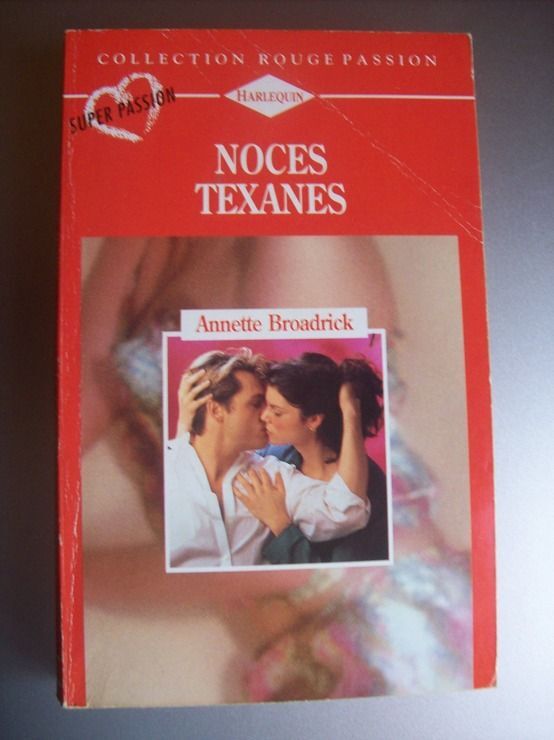 COLLECTION ROUGE PASSION
HARLEQUIN
SUPER PASSION
NOCES
TEXANES
Annette Broadrick